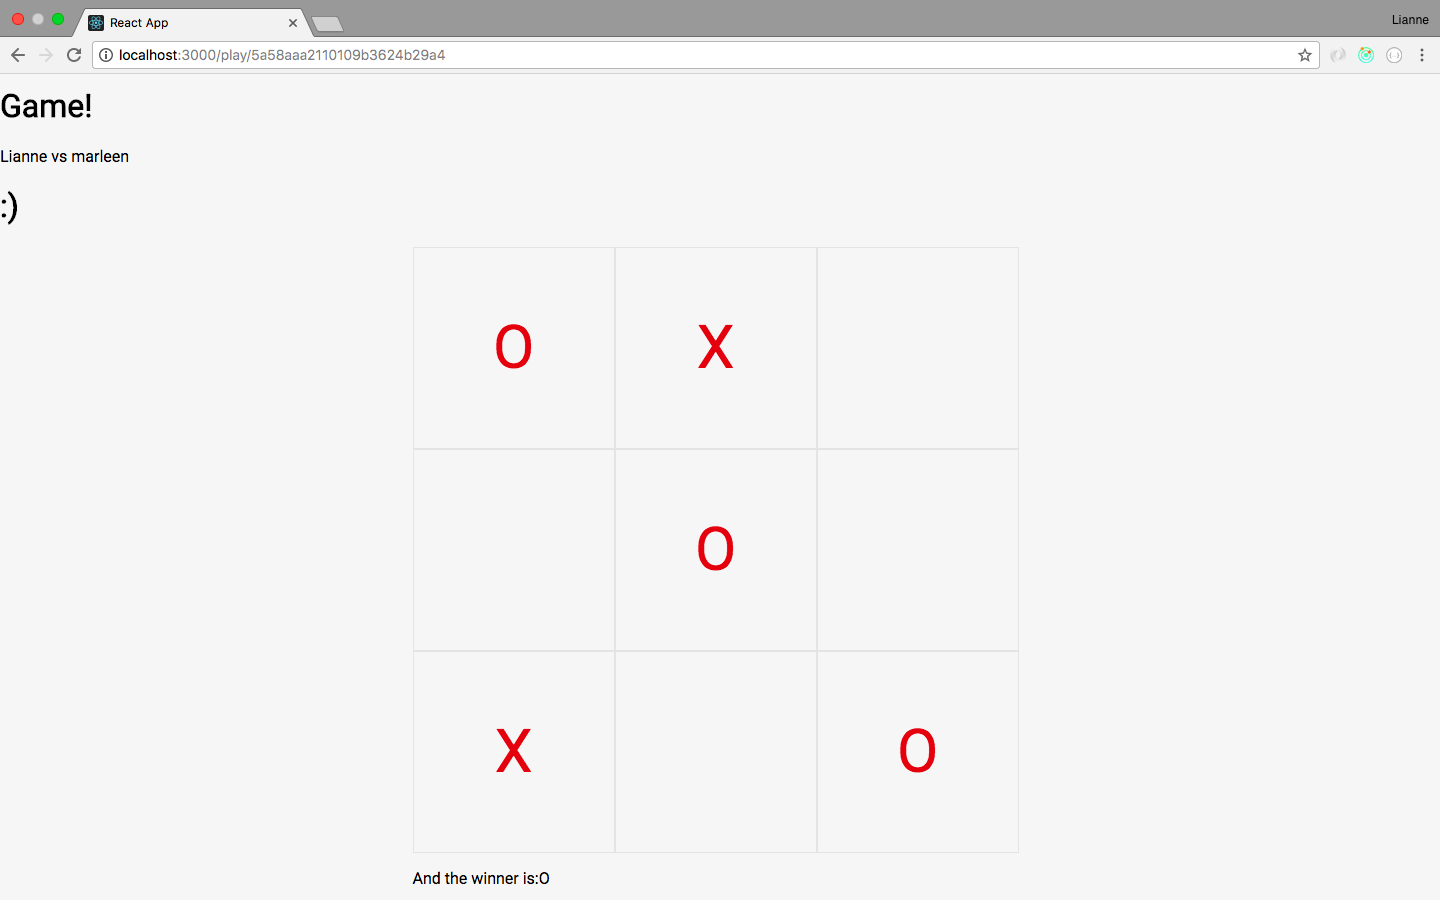 React App
Lianne
localhost:3000/play/5a58aaa2110109b3624b29a4
Game!
Lianne vs marleen
:)
O X
O
X O
And the winner is:O